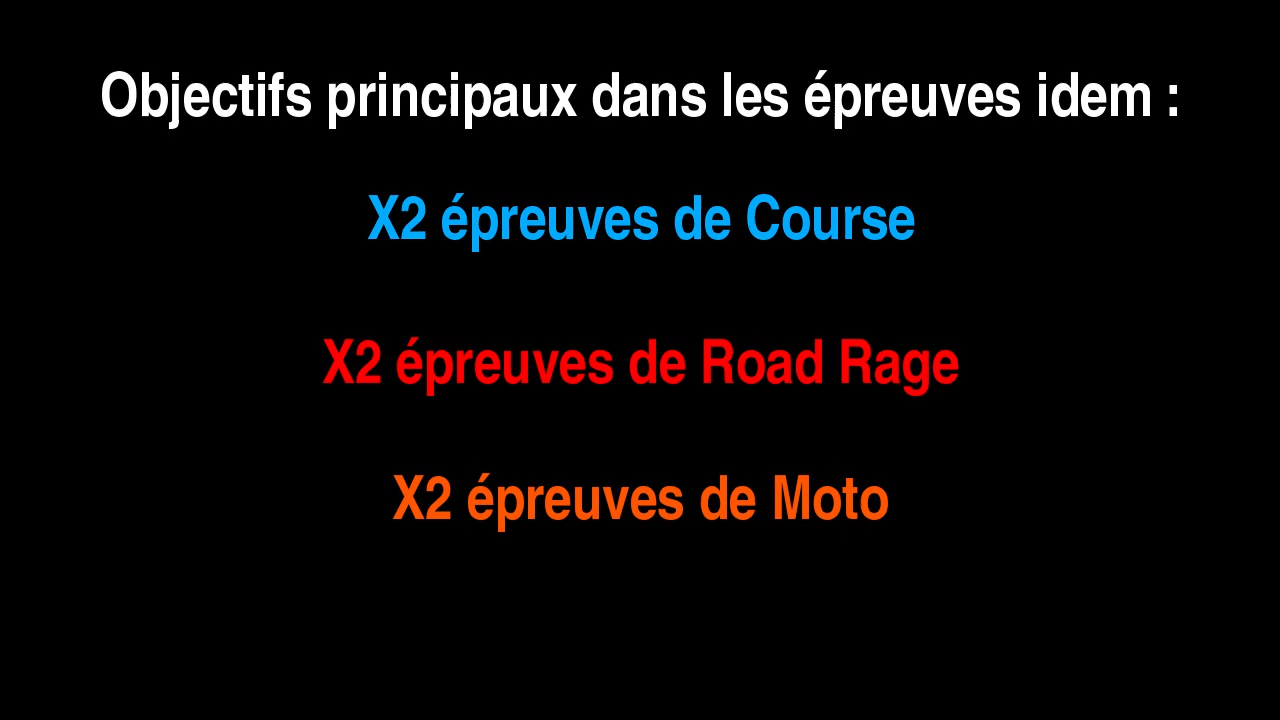 Objectifs principaux dans les épreuves idem :
X2 épreuves de Course
X2 épreuves de Road Rage
X2 épreuves de Moto